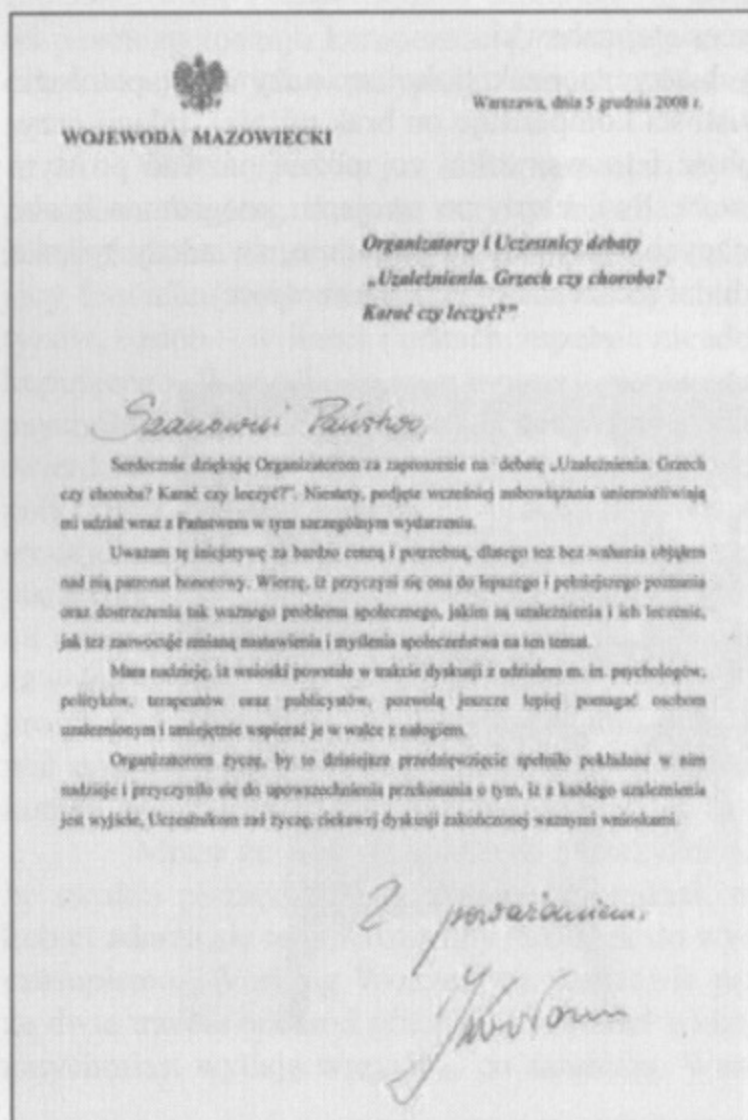 Warszawa, dnia 5 grudnia 2008 r.
WOJEWODA MAZOWIECKI
Organizatorzy i Uczestnicy debaty
„Uzależnienia. Grzech czy choroba?
Karać czy leczyć?”
Szanowni Państwo,
Serdecznie dziękuję Organizatorom za zaproszenie na debatę „Uzależnienia. Grzech
czy choroba? Karać czy leczyć?”. Niestety, podjęte wcześniej zobowiązania uniemożliwiają
mi udział wraz z Państwem w tym szczególnym wydarzeniu.
Uważam tę inicjatywę za bardzo cenną i potrzebną, dlatego też bez wahania objąłem
nad nią patronat honorowy. Wierzę, iż przyczyni się ona do lepszego i pełniejszego poznania
oraz dostrzeżenia tak ważnego problemu społecznego, jakim są uzależnienia i ich leczenie,
jak też zaowocuje zmianą nastawienia i myślenia społeczeństwa na ten temat.
Mam nadzieję, iż wnioski powstałe w trakcie dyskusji z udziałem m. in. psychologów,
polityków, terapeutów oraz publicystów, pozwolą jeszcze lepiej pomagać osobom
uzależnionym i umiejętnie wspierać je w walce z nałogiem.
Organizatorom życzę, by to dzisiejsze przedsięwzięcie spełniło pokładane w nim
nadzieje i przyczyniło się do upowszechnienia przekonania o tym, iż z każdego uzależnienia
jest wyjście, Uczestnikom zaś życzę, ciekawej dyskusji zakończonej ważnymi wnioskami.
Z poważaniem,